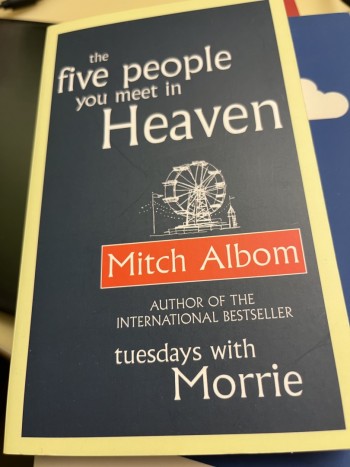 the
five people
you meet in
Heaven
Mitch Albom
AUTHOR OF THE
INTERNATIONAL BESTSELLER
tuesdays with
Morrie